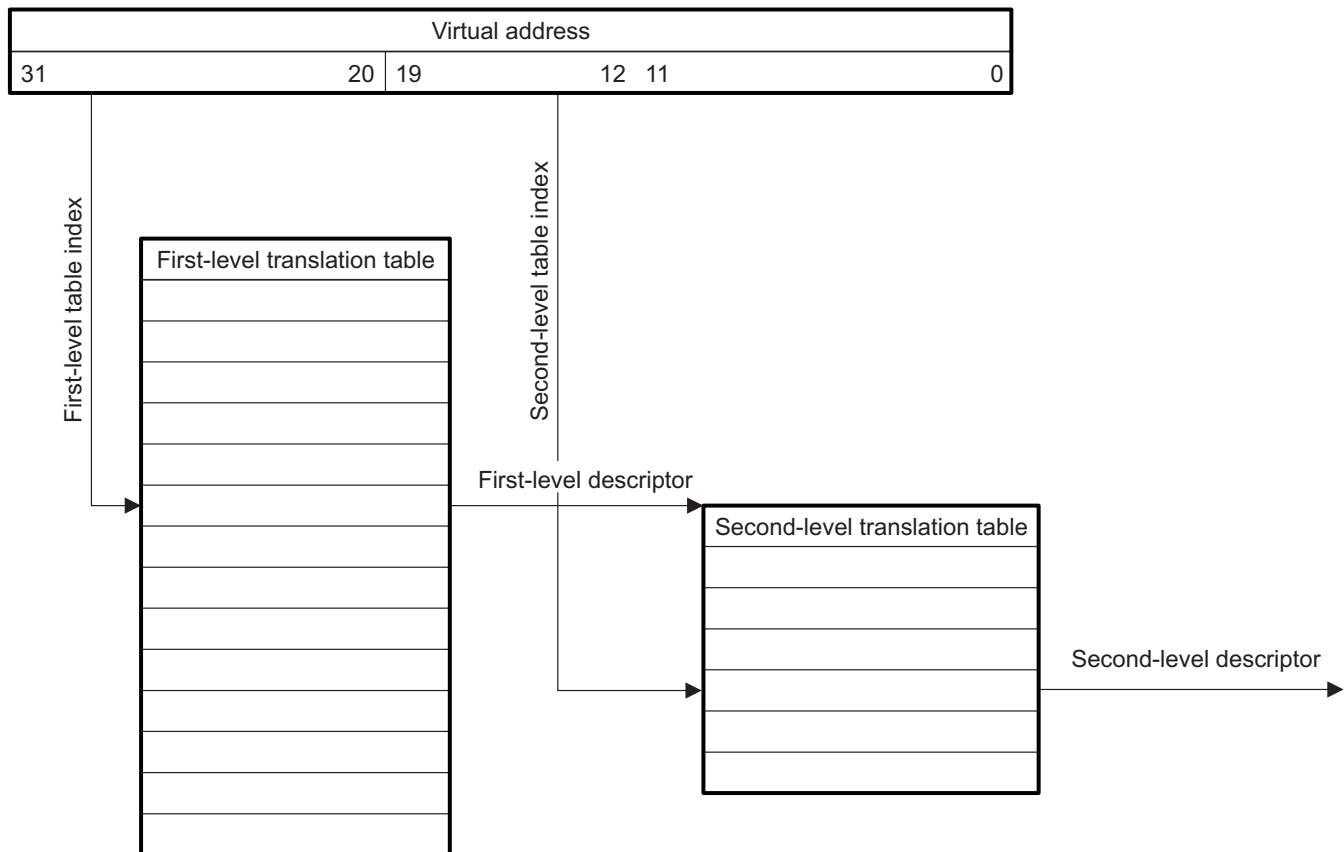 Virtual address
31 20 19 12 11 0
First-level table index
Second-level table index
First-level translation table
First-level descriptor
Second-level translation table
Second-level descriptor